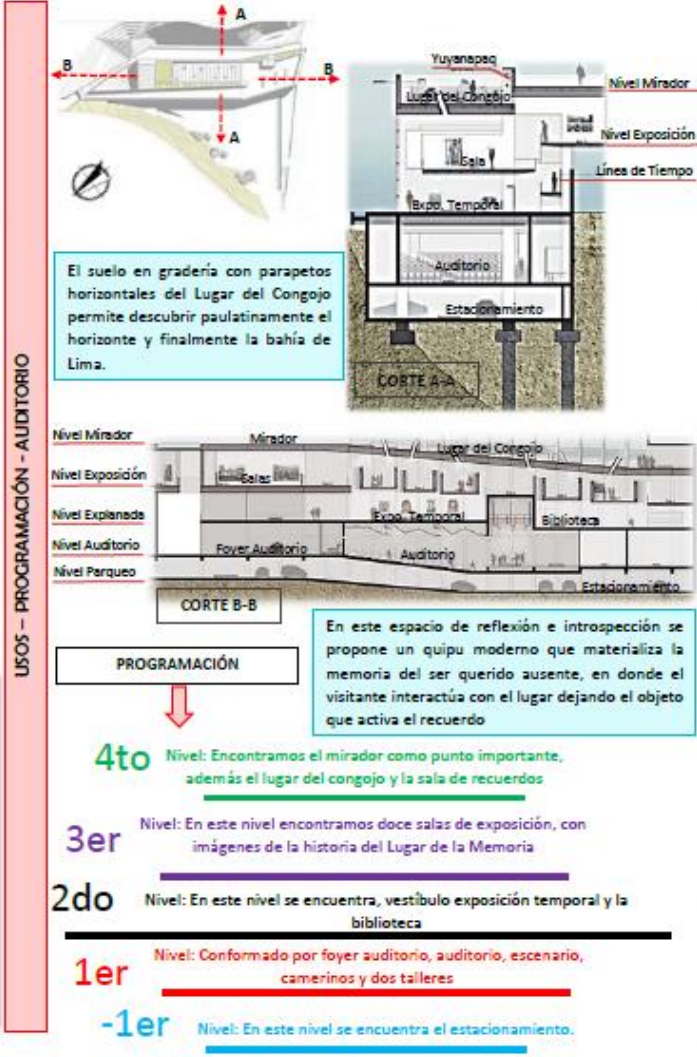 USOS – PROGRAMACIÓN - AUDITORIO
A
B
B
A
Yuyanapaq
Lugar del Congojo
Nivel Mirador
Nivel Exposición
Sala
Línea de Tiempo
Expo. Temporal
Auditorio
Estacionamiento
CORTE A-A
El suelo en gradería con parapetos
horizontales del Lugar del Congojo
permite descubrir paulatinamente el
horizonte y finalmente la bahía de
Lima.
Nivel Mirador
Mirador
Lugar del Congojo
Nivel Exposición
Salas
Nivel Explanada
Expo. Temporal
Biblioteca
Nivel Auditorio
Foyer Auditorio
Auditorio
Nivel Parqueo
Estacionamiento
CORTE B-B
En este espacio de reflexión e introspección se
propone un quipu moderno que materializa la
memoria del ser querido ausente, en donde el
visitante interactúa con el lugar dejando el objeto
que activa el recuerdo
PROGRAMACIÓN
4to Nivel: Encontramos el mirador como punto importante,
además el lugar del congojo y la sala de recuerdos
3er Nivel: En este nivel encontramos doce salas de exposición, con
imágenes de la historia del Lugar de la Memoria
2do Nivel: En este nivel se encuentra, vestíbulo exposición temporal y la
biblioteca
1er Nivel: Conformado por foyer auditorio, auditorio, escenario,
camerinos y dos talleres
-1er Nivel: En este nivel se encuentra el estacionamiento.